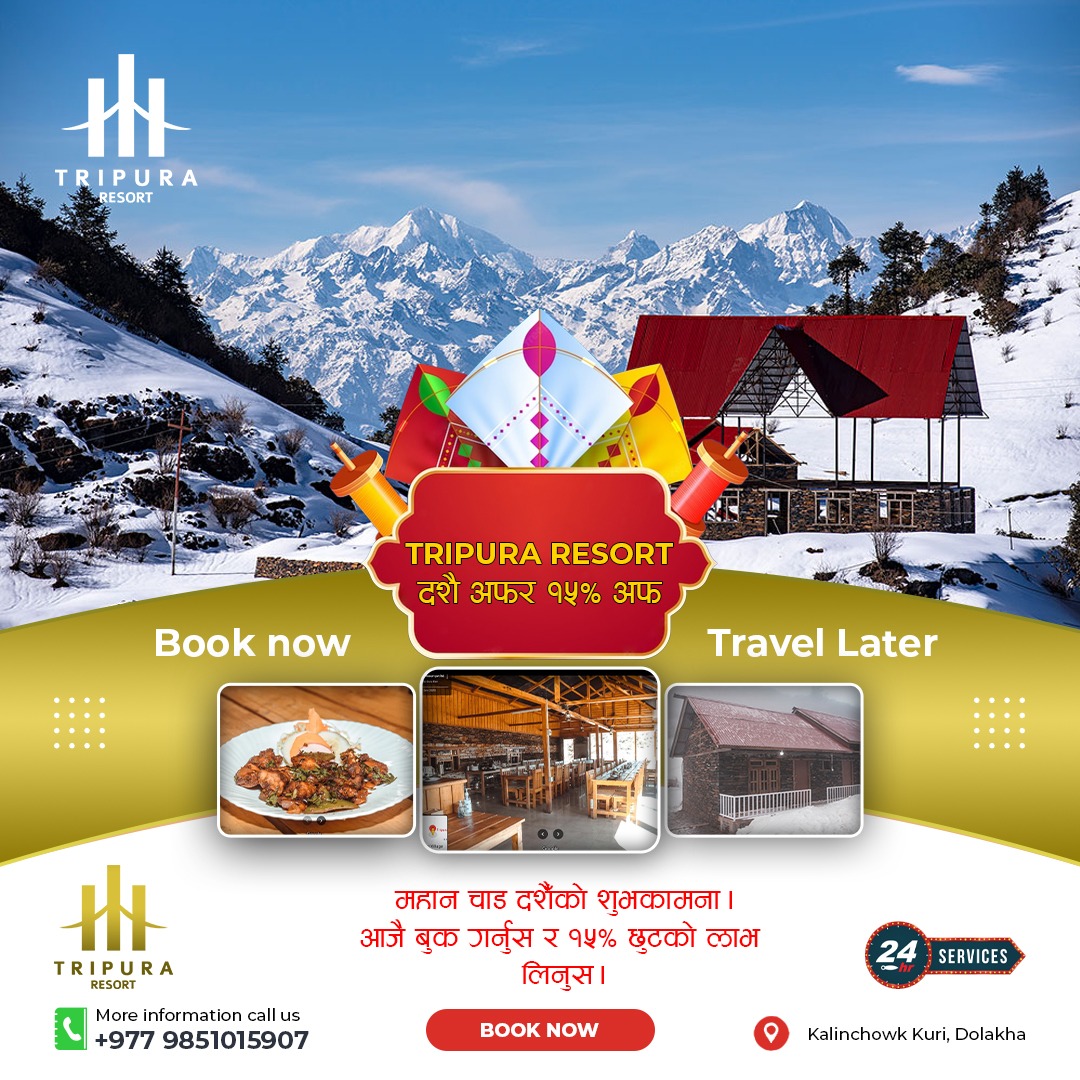 TRIPURA
RESORT
TRIPURA RESORT
दशै अफर १५% अफ
Book now
Travel Later
TRIPURA
RESORT
महान चाड दशैँको शुभकामना।
आजै बुक गर्नुस र १५% छुटको लाभ
लिनुस।
24 hr SERVICES
More information call us
+977 9851015907
BOOK NOW
Kalinchowk Kuri, Dolakha